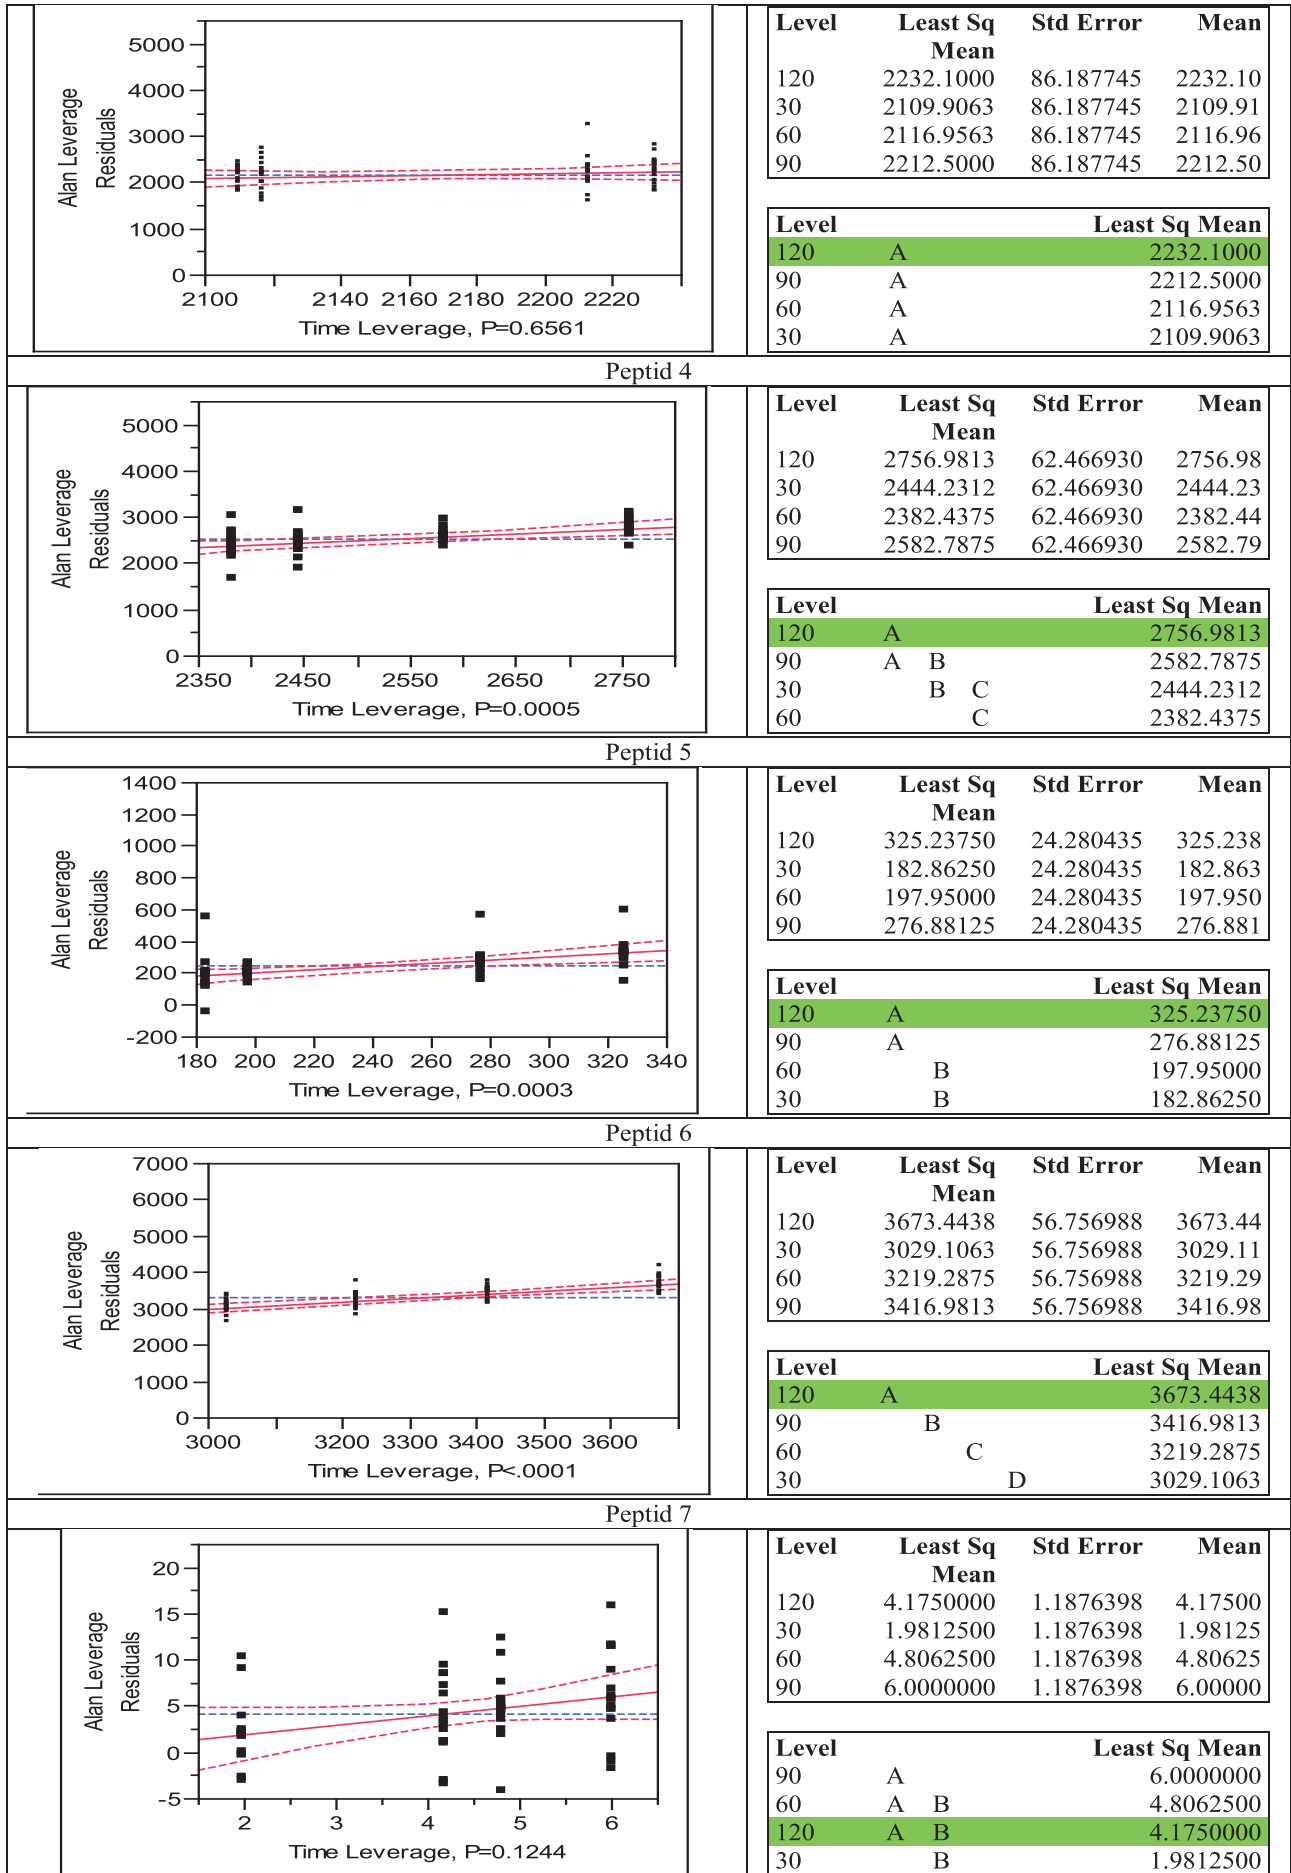 5000
4000
3000
2000
1000
0
Alan Leverage
Residuals
2100 2140 2160 2180 2200 2220
Time Leverage, P=0.6561
Level Least Sq Std Error Mean
Mean
120 2232.1000 86.187745 2232.10
30 2109.9063 86.187745 2109.91
60 2116.9563 86.187745 2116.96
90 2212.5000 86.187745 2212.50
Level Least Sq Mean
120 A 2232.1000
90 A 2212.5000
60 A 2116.9563
30 A 2109.9063
Peptid 4
5000
4000
3000
2000
1000
0
Alan Leverage
Residuals
2350 2450 2550 2650 2750
Time Leverage, P=0.0005
Level Least Sq Std Error Mean
Mean
120 2756.9813 62.466930 2756.98
30 2444.2312 62.466930 2444.23
60 2382.4375 62.466930 2382.44
90 2582.7875 62.466930 2582.79
Level Least Sq Mean
120 A 2756.9813
90 A B 2582.7875
30 B C 2444.2312
60 C 2382.4375
Peptid 5
1400
1200
1000
800
600
400
200
0
-200
Alan Leverage
Residuals
180 200 220 240 260 280 300 320 340
Time Leverage, P=0.0003
Level Least Sq Std Error Mean
Mean
120 325.23750 24.280435 325.238
30 182.86250 24.280435 182.863
60 197.95000 24.280435 197.950
90 276.88125 24.280435 276.881
Level Least Sq Mean
120 A 325.23750
90 A 276.88125
60 B 197.95000
30 B 182.86250
Peptid 6
7000
6000
5000
4000
3000
2000
1000
0
Alan Leverage
Residuals
3000 3200 3300 3400 3500 3600
Time Leverage, P<.0001
Level Least Sq Std Error Mean
Mean
120 3673.4438 56.756988 3673.44
30 3029.1063 56.756988 3029.11
60 3219.2875 56.756988 3219.29
90 3416.9813 56.756988 3416.98
Level Least Sq Mean
120 A 3673.4438
90 B 3416.9813
60 C 3219.2875
30 D 3029.1063
Peptid 7
20
15
10
5
0
-5
Alan Leverage
Residuals
2 3 4 5 6
Time Leverage, P=0.1244
Level Least Sq Std Error Mean
Mean
120 4.1750000 1.1876398 4.17500
30 1.9812500 1.1876398 1.98125
60 4.8062500 1.1876398 4.80625
90 6.0000000 1.1876398 6.00000
Level Least Sq Mean
90 A 6.0000000
60 A B 4.8062500
120 A B 4.1750000
30 B 1.9812500